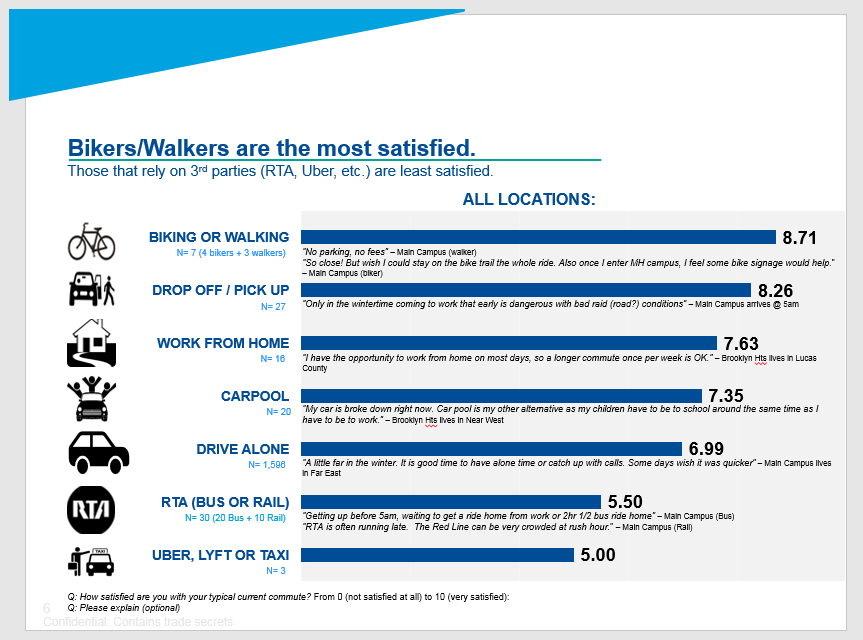 Bikers/Walkers are the most satisfied.
Those that rely on 3rd parties (RTA, Uber, etc.) are least satisfied.
ALL LOCATIONS:
BIKING OR WALKING 8.71
N= 7 (4 bikers + 3 walkers)
"No parking, no fees" – Main Campus (walker)
"So close! But wish I could stay on the bike trail the whole ride. Also once I enter MH campus, I feel some bike signage would help."
– Main Campus (biker)
DROP OFF / PICK UP 8.26
N= 27
"Only in the wintertime coming to work that early is dangerous with bad raid (road?) conditions" – Main Campus arrives @ 5am
WORK FROM HOME 7.63
N= 16
"I have the opportunity to work from home on most days, so a longer commute once per week is OK." – Brooklyn Hts lives in Lucas
County
CARPOOL 7.35
N= 20
"My car is broke down right now. Car pool is my other alternative as my children have to be to school around the same time as I
have to be to work." – Brooklyn Hts lives in Near West
DRIVE ALONE 6.99
N= 1,596
"A little far in the winter. It is good time to have alone time or catch up with calls. Some days wish it was quicker" – Main Campus lives
in Far East
RTA
RTA (BUS OR RAIL) 5.50
N= 30 (20 Bus + 10 Rail)
"Getting up before 5am, waiting to get a ride home from work or 2hr 1/2 bus ride home" – Main Campus (Bus)
"RTA is often running late. The Red Line can be very crowded at rush hour." – Main Campus (Rail)
TAXI
UBER, LYFT OR TAXI 5.00
N= 3
Q: How satisfied are you with your typical current commute? From 0 (not satisfied at all) to 10 (very satisfied):
Q: Please explain (optional)
6
Confidential: Contains trade secrets